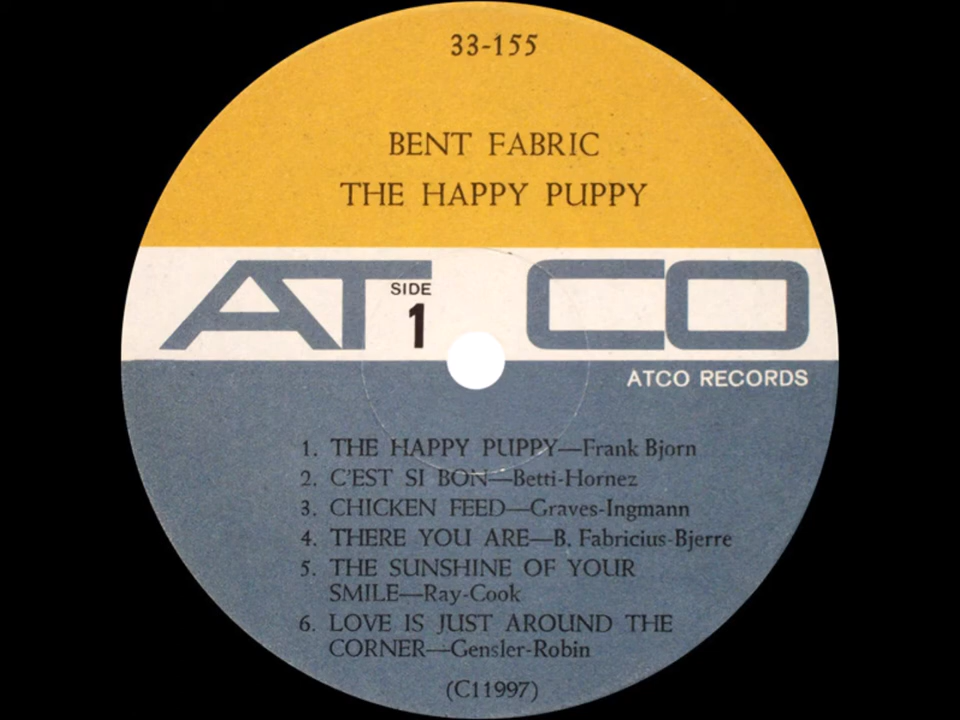 33-155
BENT FABRIC
THE HAPPY PUPPY
ATCO
SIDE
1
ATCO RECORDS
1. THE HAPPY PUPPY—Frank Bjorn
2. C'EST SI BON—Betti-Hornez
3. CHICKEN FEED—Graves-Ingmann
4. THERE YOU ARE—B. Fabricius-Bjerre
5. THE SUNSHINE OF YOUR
SMILE—Ray-Cook
6. LOVE IS JUST AROUND THE
CORNER—Gensler-Robin
(C11997)